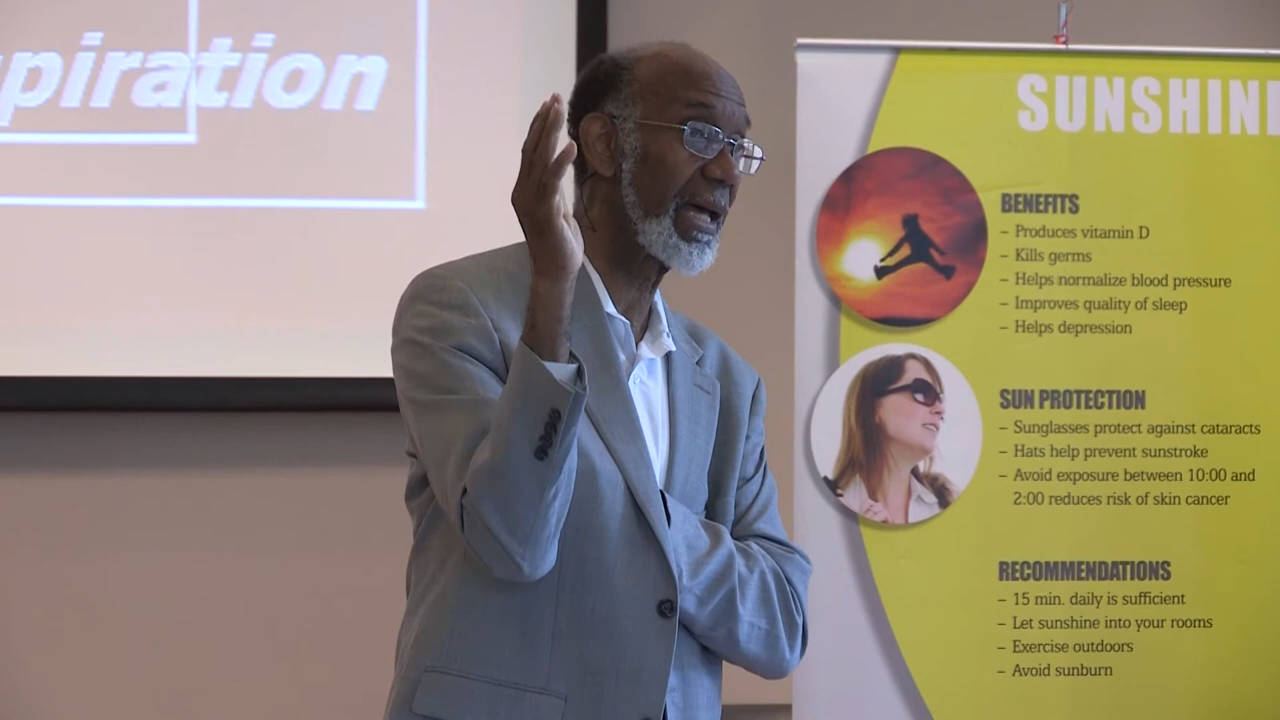 piration
SUNSHIN
BENEFITS
– Produces vitamin D
– Kills germs
– Helps normalize blood pressure
– Improves quality of sleep
– Helps depression
SUN PROTECTION
– Sunglasses protect against cataracts
– Hats help prevent sunstroke
– Avoid exposure between 10:00 and
2:00 reduces risk of skin cancer
RECOMMENDATIONS
– 15 min. daily is sufficient
– Let sunshine into your rooms
– Exercise outdoors
– Avoid sunburn